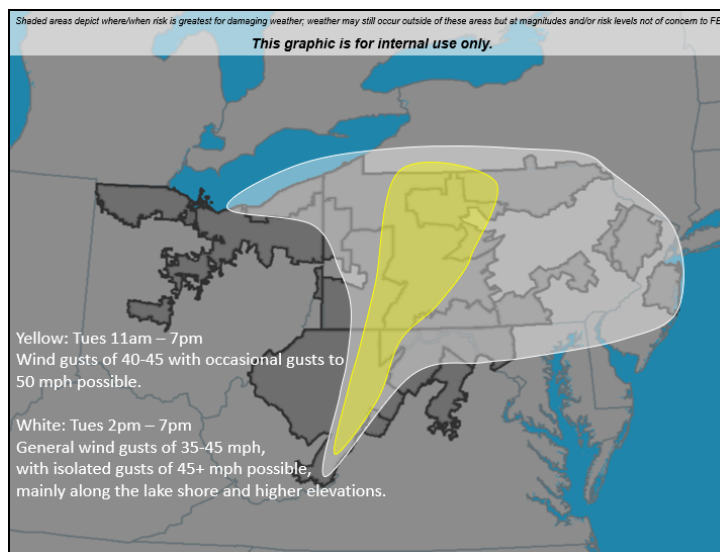 Shaded areas depict where/when risk is greatest for damaging weather; weather may still occur outside of these areas but at magnitudes and/or risk levels not of concern to FE
This graphic is for internal use only.
Yellow: Tues 11am – 7pm
Wind gusts of 40-45 with occasional gusts to
50 mph possible.
White: Tues 2pm – 7pm
General wind gusts of 35-45 mph,
with isolated gusts of 45+ mph possible,
mainly along the lake shore and higher elevations.